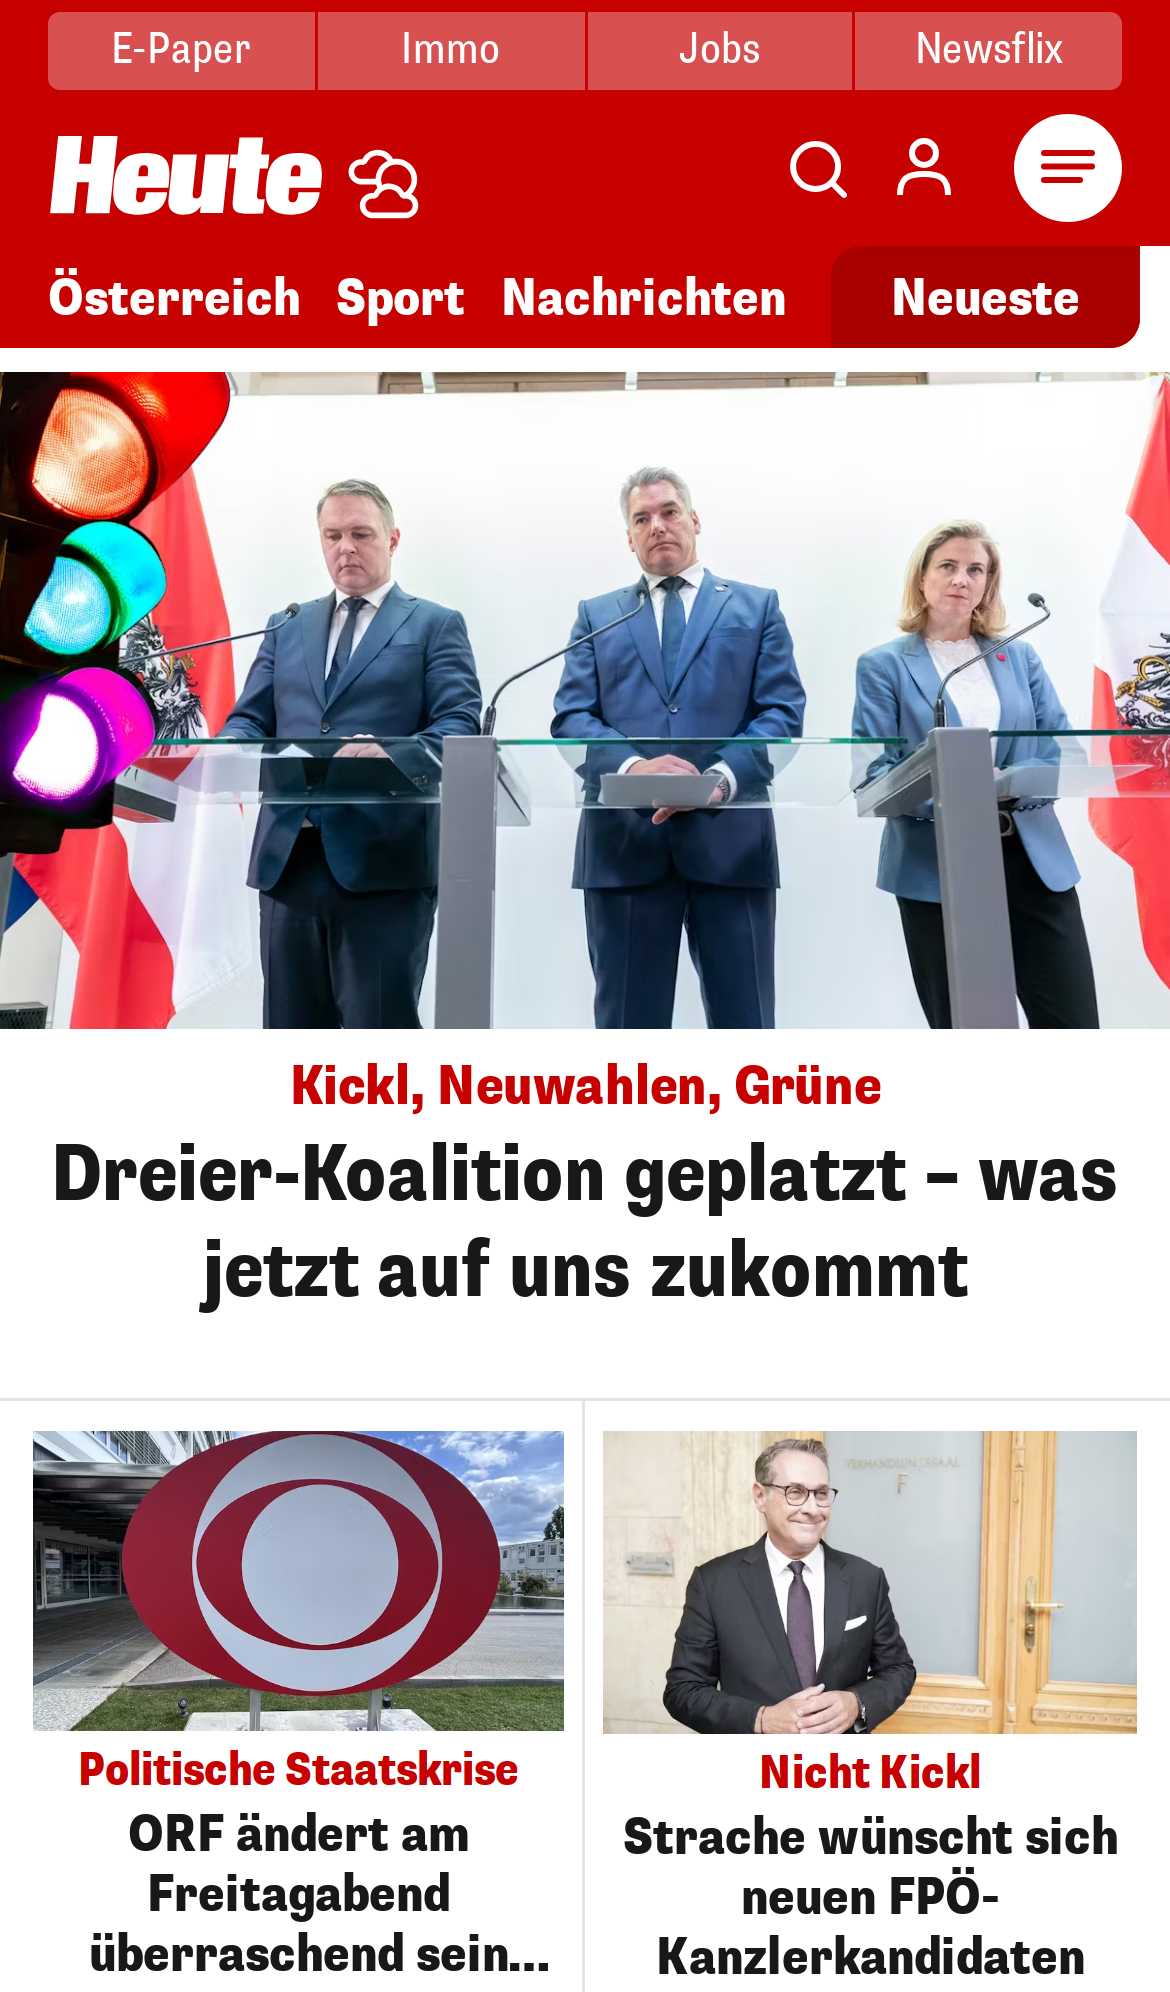 E-Paper
Immo
Jobs
Newsflix
Heute
Österreich
Sport
Nachrichten
Neueste
Kickl, Neuwahlen, Grüne
Dreier-Koalition geplatzt – was
jetzt auf uns zukommt
Politische Staatskrise
ORF ändert am
Freitagabend
überraschend sein...
VERHANDLUNGSSAAL
F
Nicht Kickl
Strache wünscht sich
neuen FPÖ-
Kanzlerkandidaten